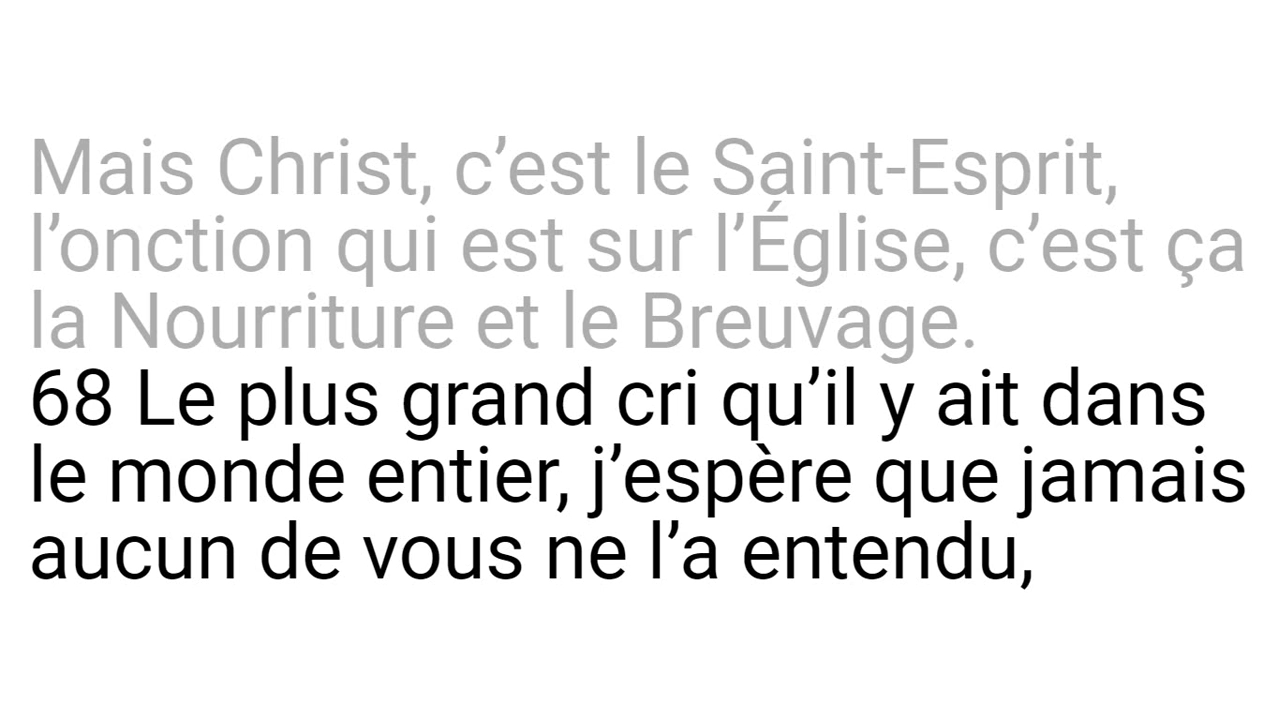 Mais Christ, c’est le Saint-Esprit,
l’onction qui est sur l’Église, c’est ça
la Nourriture et le Breuvage.
68 Le plus grand cri qu’il y ait dans
le monde entier, j’espère que jamais
aucun de vous ne l’a entendu,